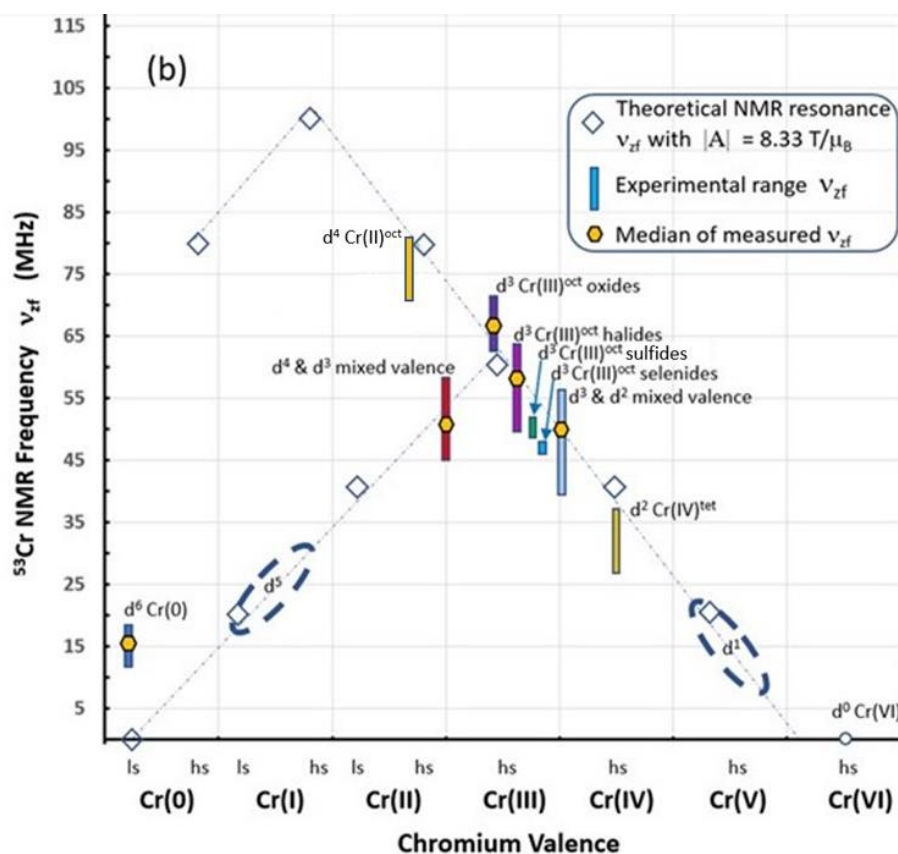 115
105
95
85
75
65
55
45
35
25
15
5
⁵³Cr NMR Frequency ν_zf (MHz)
(b)
Theoretical NMR resonance
ν_zf with |A| = 8.33 T/μ_B
Experimental range ν_zf
Median of measured ν_zf
d⁴ Cr(II)ᵒᶜᵗ
d³ Cr(III)ᵒᶜᵗ oxides
d³ Cr(III)ᵒᶜᵗ halides
d³ Cr(III)ᵒᶜᵗ sulfides
d⁴ & d³ mixed valence
d³ Cr(III)ᵒᶜᵗ selenides
d³ & d² mixed valence
d² Cr(IV)ᵗᵉᵗ
d⁵
d⁶ Cr(0)
d¹
d⁰ Cr(VI)
ls hs ls hs ls hs hs hs hs hs
Cr(0) Cr(I) Cr(II) Cr(III) Cr(IV) Cr(V) Cr(VI)
Chromium Valence